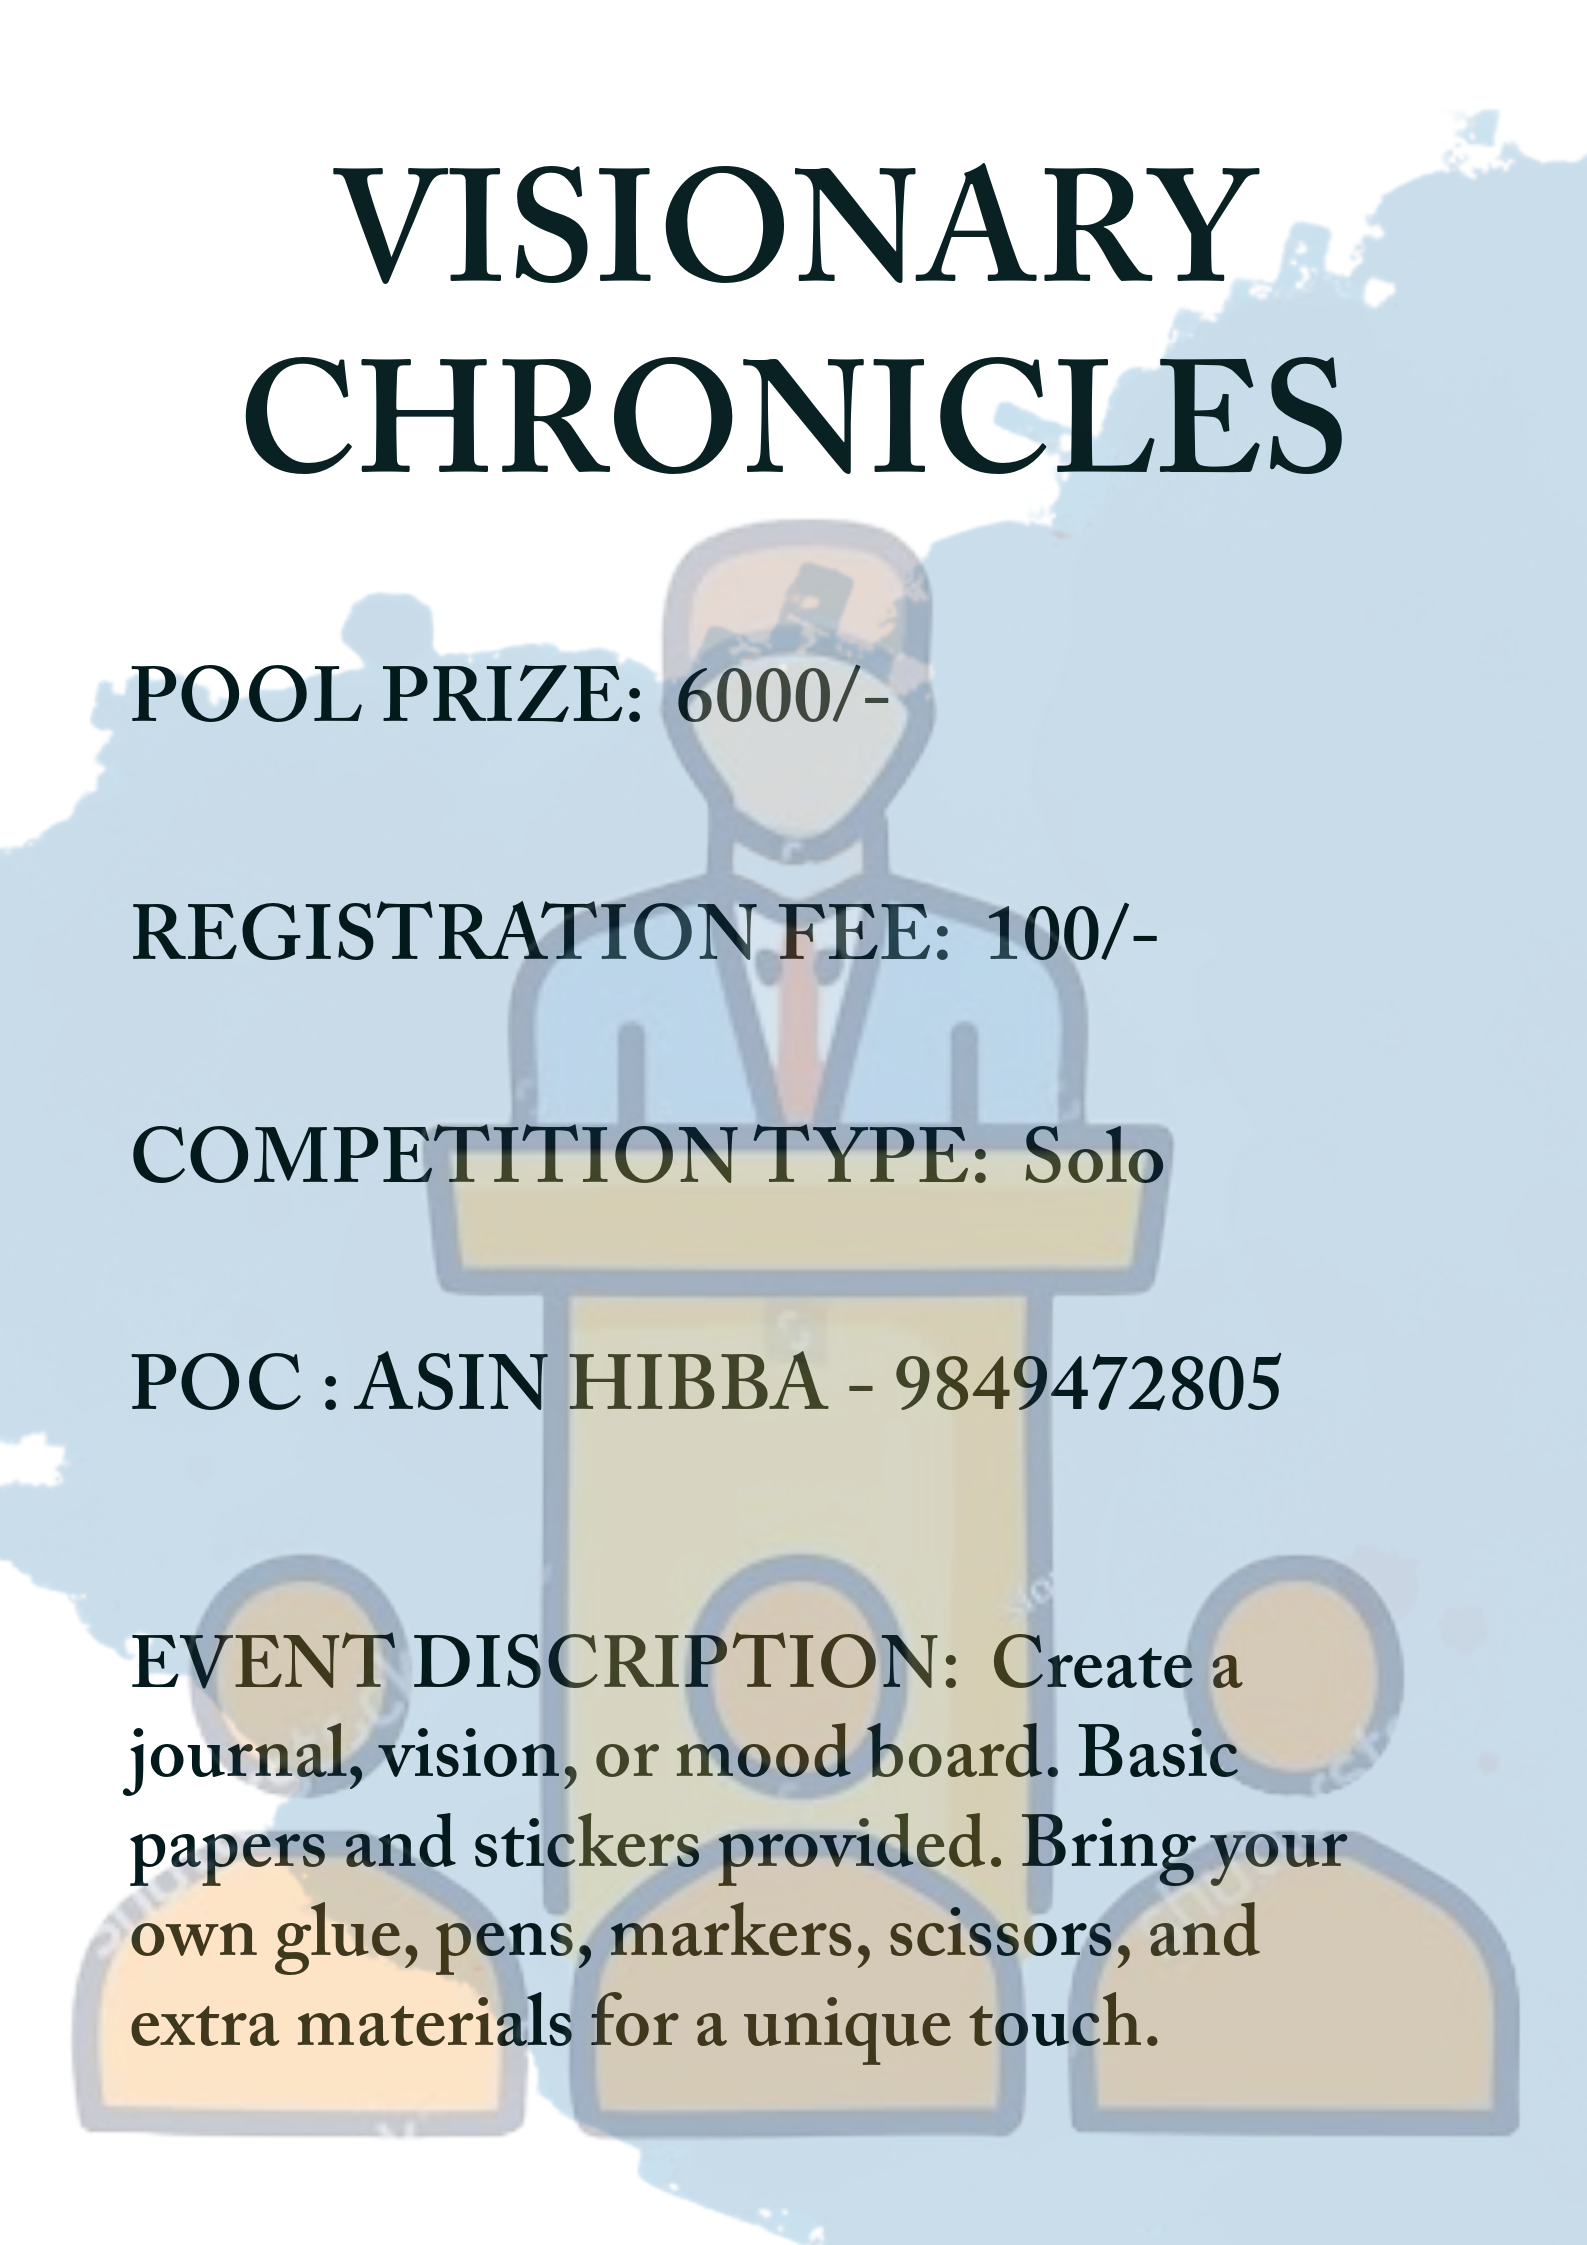 VISIONARY
CHRONICLES
POOL PRIZE: 6000/-
REGISTRATION FEE: 100/-
COMPETITION TYPE: Solo
POC : ASIN HIBBA - 9849472805
EVENT DISCRIPTION: Create a
journal, vision, or mood board. Basic
papers and stickers provided. Bring your
own glue, pens, markers, scissors, and
extra materials for a unique touch.